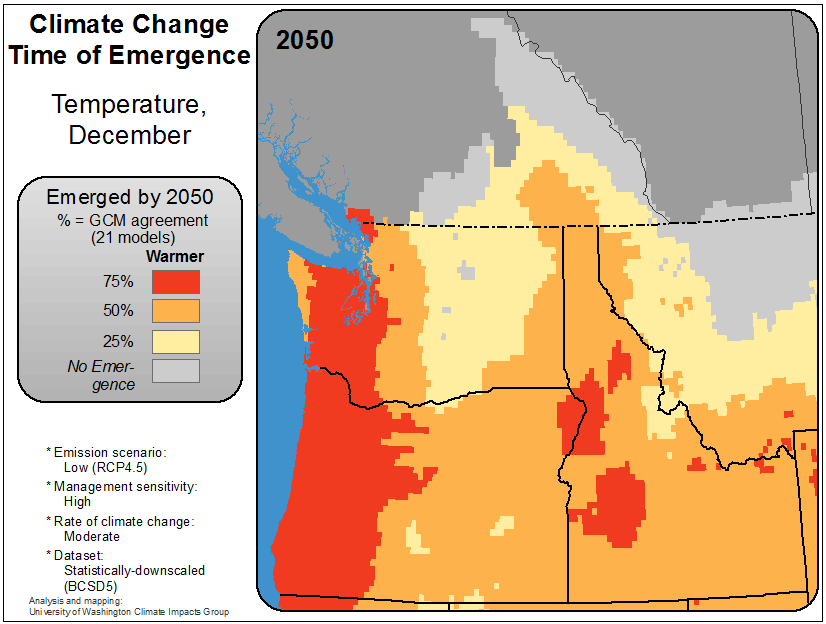 Climate Change
Time of Emergence
Temperature,
December
Emerged by 2050
% = GCM agreement
(21 models)
Warmer
75%
50%
25%
No Emer-
gence
* Emission scenario:
Low (RCP4.5)
* Management sensitivity:
High
* Rate of climate change:
Moderate
* Dataset:
Statistically-downscaled
(BCSD5)
Analysis and mapping:
University of Washington Climate Impacts Group
2050